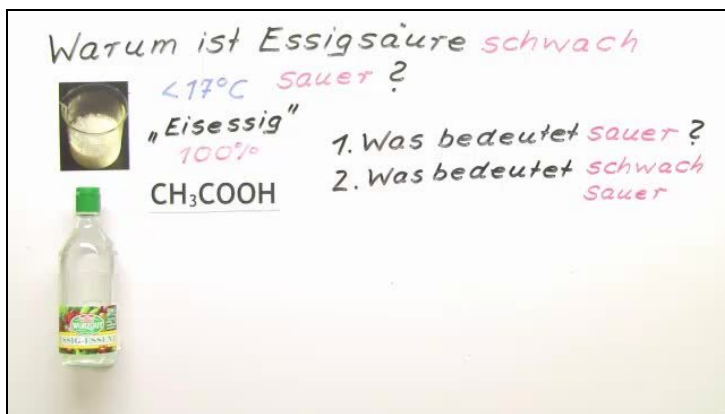 Warum ist Essigsäure schwach
sauer?
<17°C
„Eisessig"
100%
CH₃COOH
1. Was bedeutet sauer?
2. Was bedeutet schwach
sauer